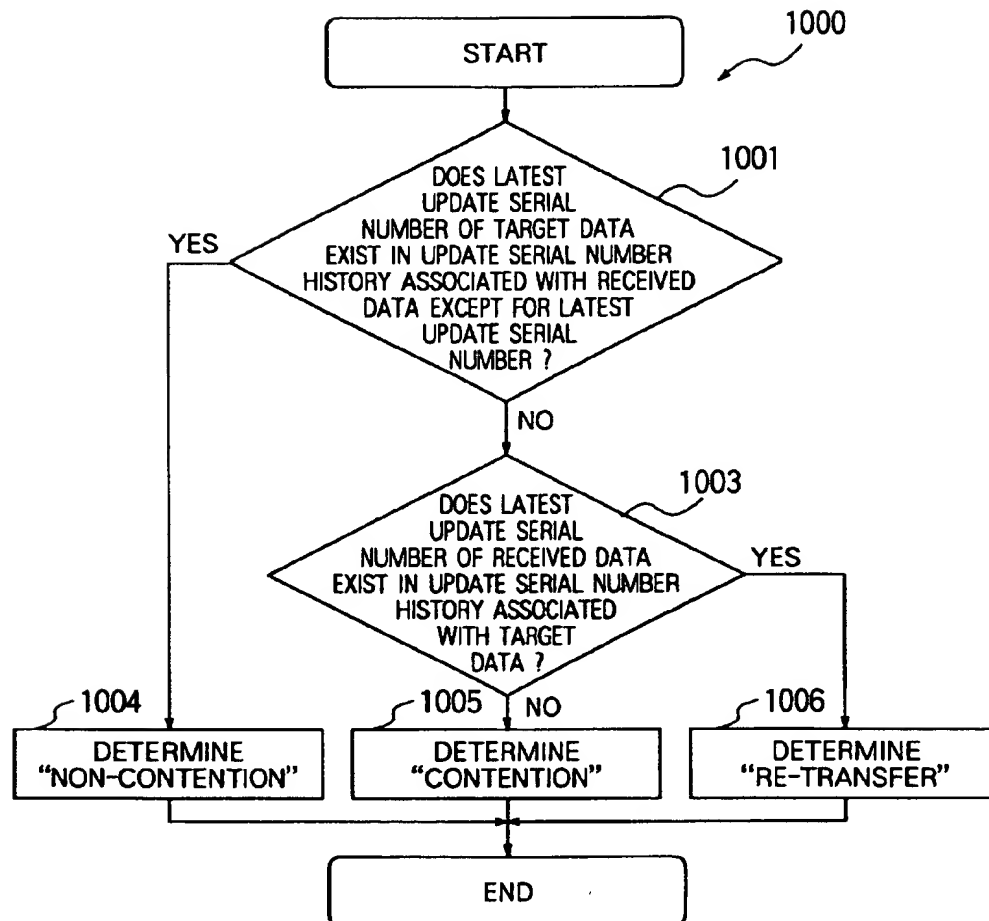 START
1000
DOES LATEST
UPDATE SERIAL
NUMBER OF TARGET DATA
EXIST IN UPDATE SERIAL NUMBER
HISTORY ASSOCIATED WITH RECEIVED
DATA EXCEPT FOR LATEST
UPDATE SERIAL
NUMBER ?
1001
YES
NO
DOES LATEST
UPDATE SERIAL
NUMBER OF RECEIVED DATA
EXIST IN UPDATE SERIAL NUMBER
HISTORY ASSOCIATED
WITH TARGET
DATA ?
1003
YES
NO
1004
DETERMINE
“NON-CONTENTION”
1005
DETERMINE
“CONTENTION”
1006
DETERMINE
“RE-TRANSFER”
END